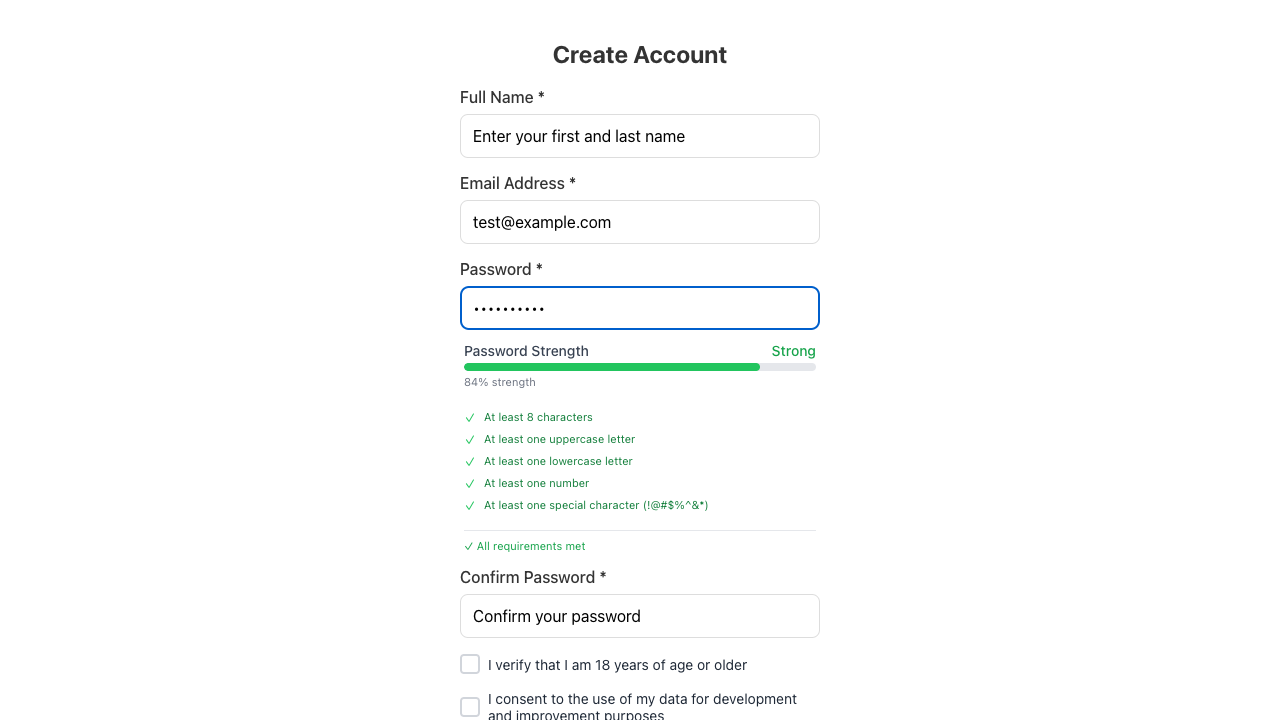 Create Account
Full Name *
Enter your first and last name
Email Address *
test@example.com
Password *
••••••••••
Password Strength Strong
84% strength
✓ At least 8 characters
✓ At least one uppercase letter
✓ At least one lowercase letter
✓ At least one number
✓ At least one special character (!@#$%^&*)
✓ All requirements met
Confirm Password *
Confirm your password
I verify that I am 18 years of age or older
I consent to the use of my data for development
and improvement purposes